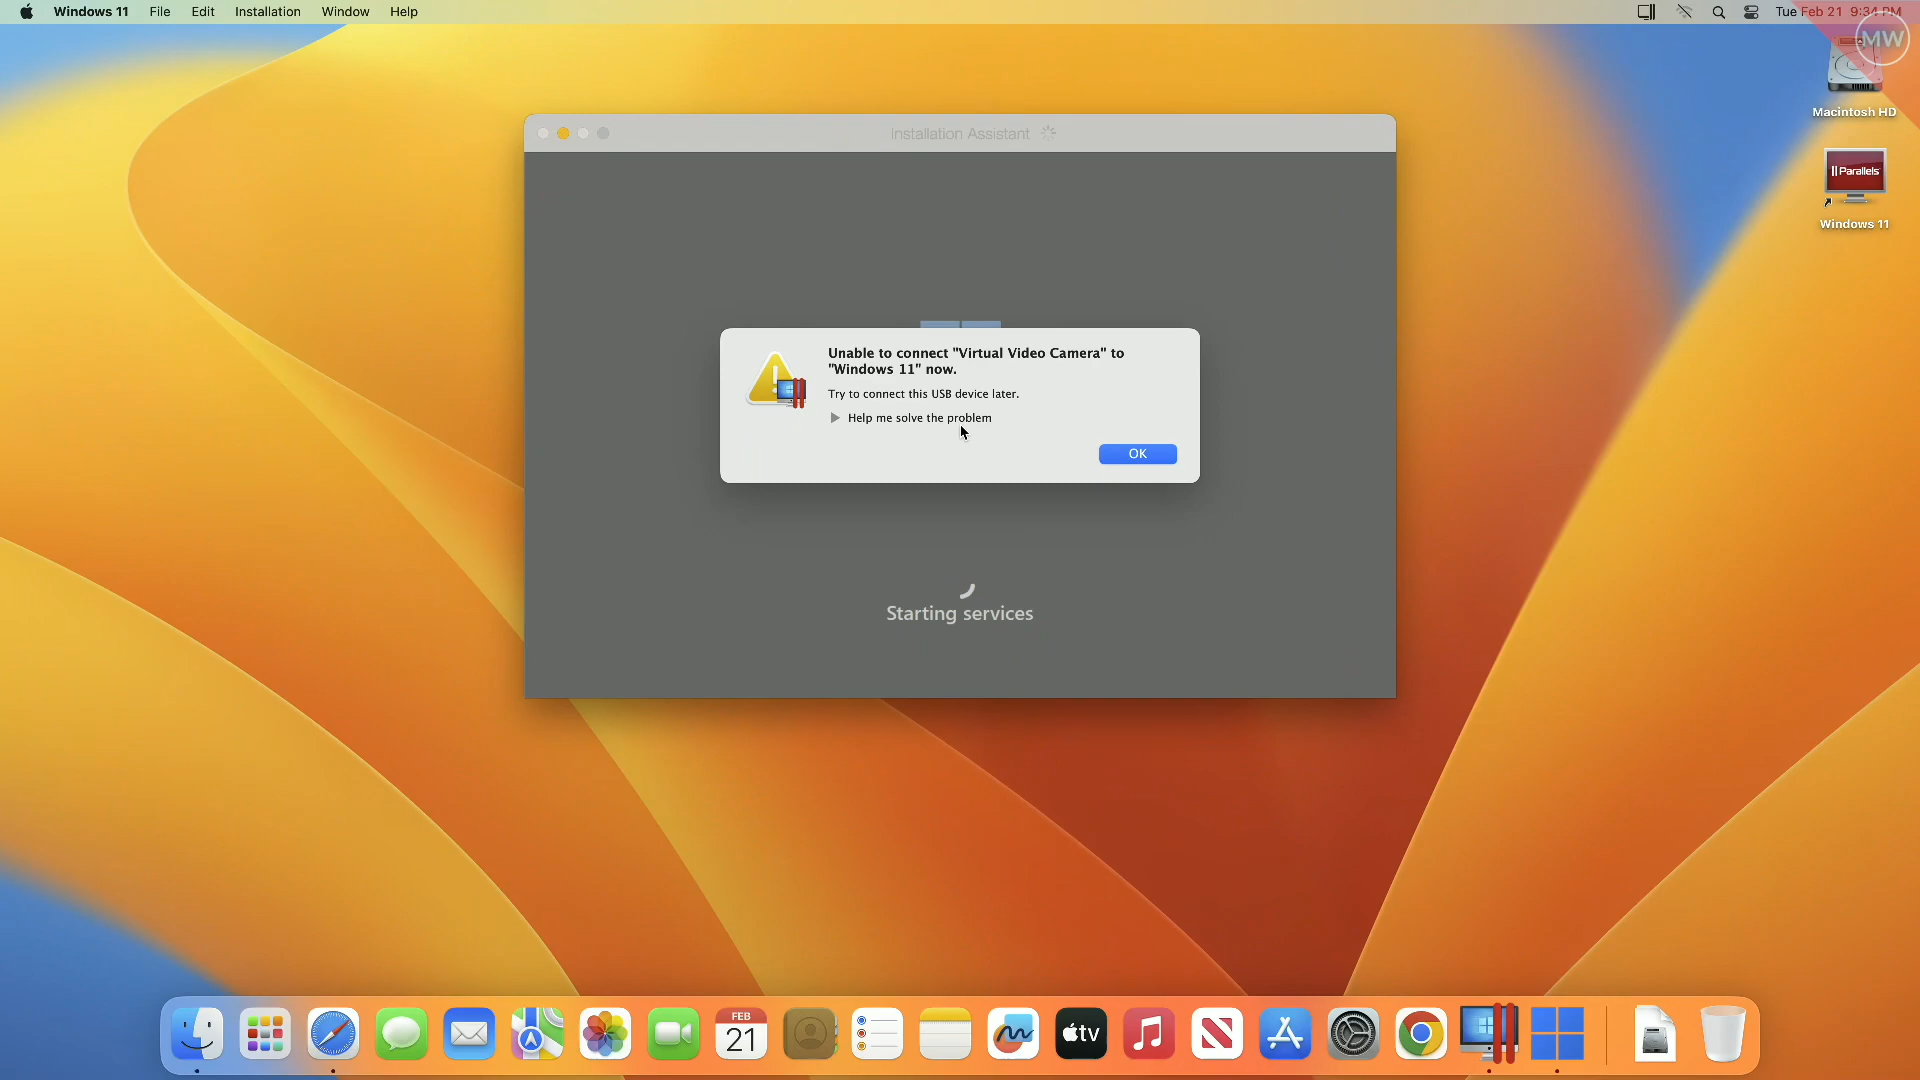 Windows 11 File Edit Installation Window Help
Tue Feb 21 9:34 PM
MW
Macintosh HD
|| Parallels
Windows 11
Installation Assistant
Unable to connect "Virtual Video Camera" to
"Windows 11" now.
Try to connect this USB device later.
Help me solve the problem
OK
Starting services
FEB
21
tv